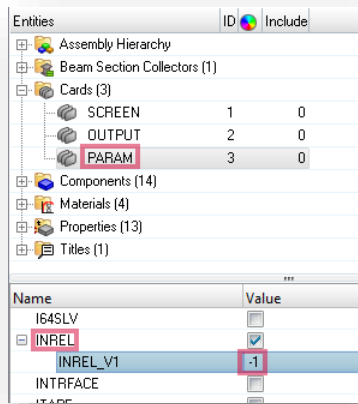 Entities ID Include
Assembly Hierarchy
Beam Section Collectors (1)
Cards (3)
SCREEN 1 0
OUTPUT 2 0
PARAM 3 0
Components (14)
Materials (4)
Properties (13)
Titles (1)
Name Value
I64SLV
INREL
INREL_V1 -1
INTRFACE